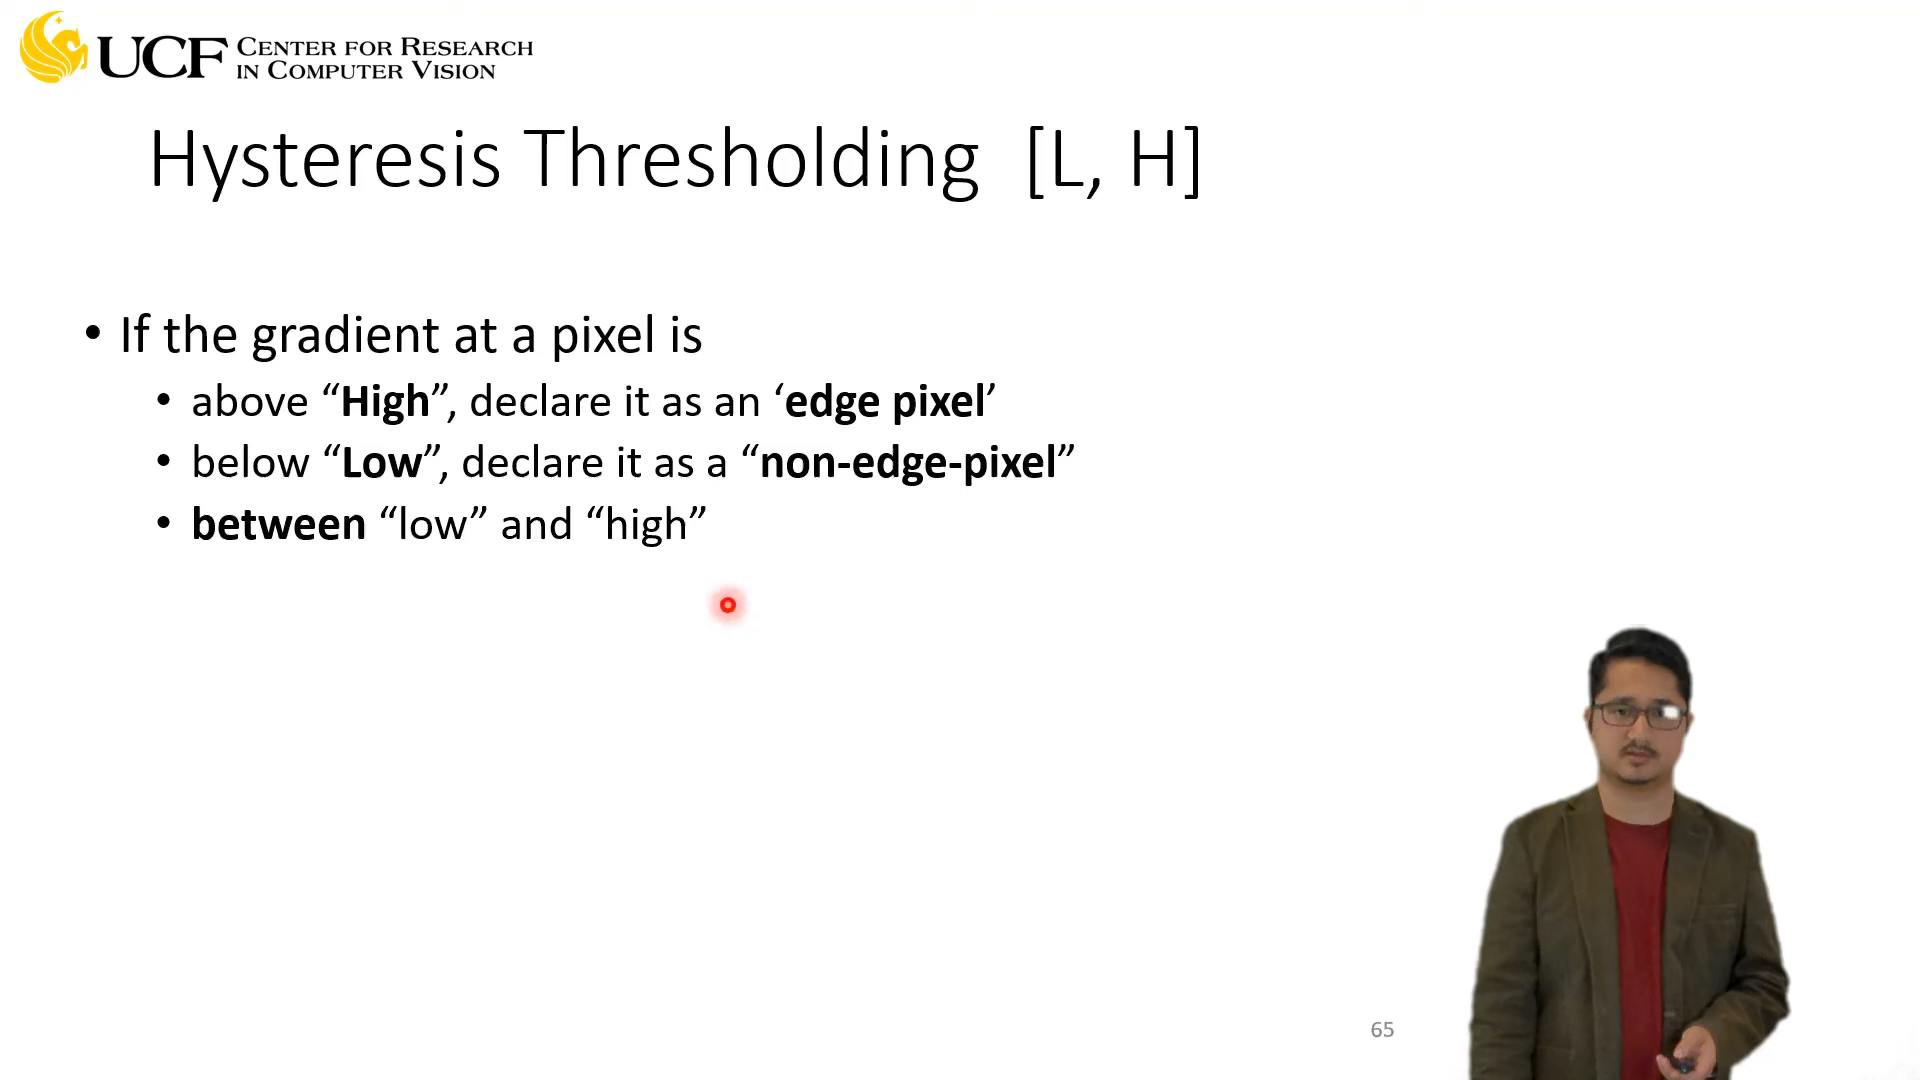 UCF CENTER FOR RESEARCH
IN COMPUTER VISION
Hysteresis Thresholding [L, H]
• If the gradient at a pixel is
• above “High”, declare it as an ‘edge pixel’
• below “Low”, declare it as a “non-edge-pixel”
• between “low” and “high”
65